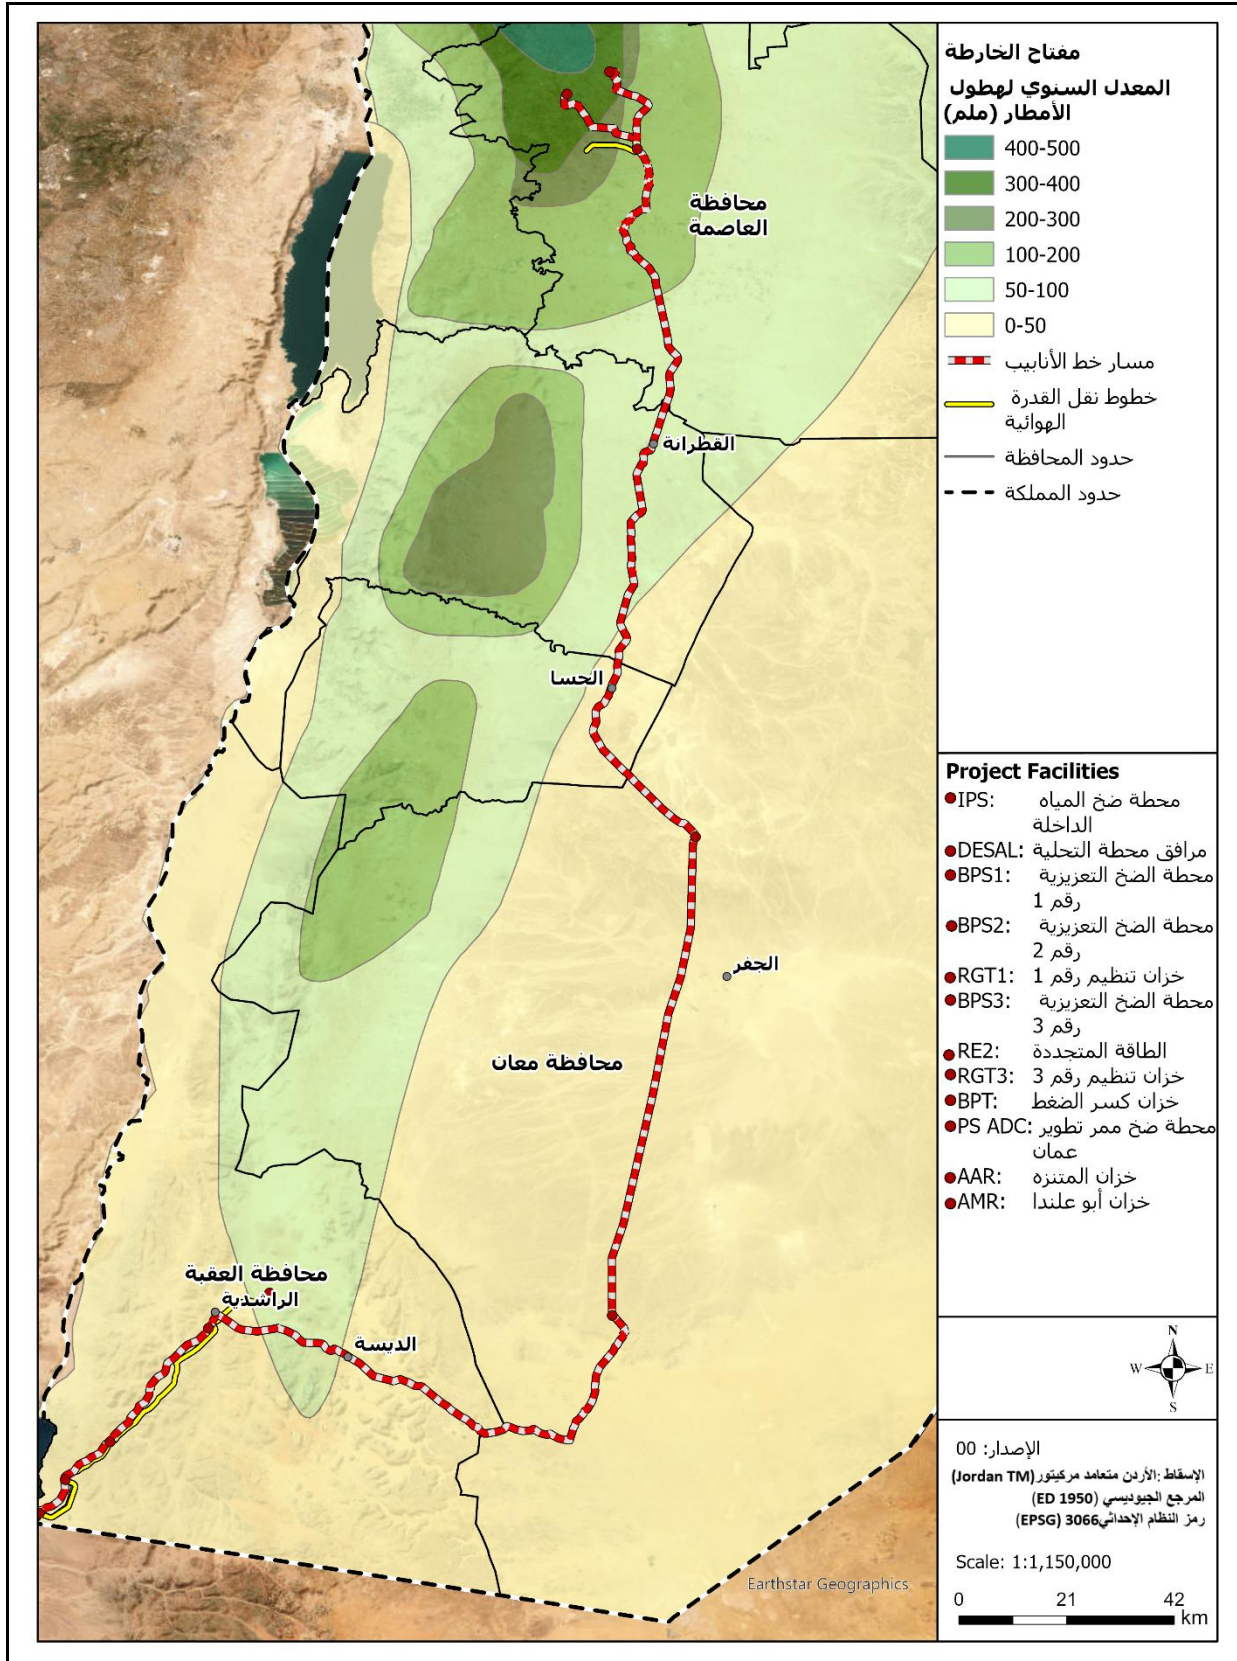 محافظة
العاصمة
القطرانة
الحسا
الجفر
محافظة معان
محافظة العقبة
الراشدية
الديسة
Earthstar Geographics
مفتاح الخارطة
المعدل السنوي لهطول
الأمطار (ملم)
400-500
300-400
200-300
100-200
50-100
0-50
مسار خط الأنابيب
خطوط نقل القدرة
الهوائية
حدود المحافظة
حدود المملكة
Project Facilities
IPS: محطة ضخ المياه
الداخلة
DESAL: مرافق محطة التحلية
BPS1: محطة الضخ التعزيزية
رقم 1
BPS2: محطة الضخ التعزيزية
رقم 2
RGT1: خزان تنظيم رقم 1
BPS3: محطة الضخ التعزيزية
رقم 3
RE2: الطاقة المتجددة
RGT3: خزان تنظيم رقم 3
BPT: خزان كسر الضغط
PS ADC: محطة ضخ ممر تطوير
عمان
AAR: خزان المتنزه
AMR: خزان أبو علندا
N
W E
S
الإصدار: 00
الإسقاط :الأردن متعامد مركيتور(Jordan TM)
المرجع الجيوديسي (ED 1950)
رمز النظام الإحداثي3066 (EPSG)
Scale: 1:1,150,000
0 21 42
km